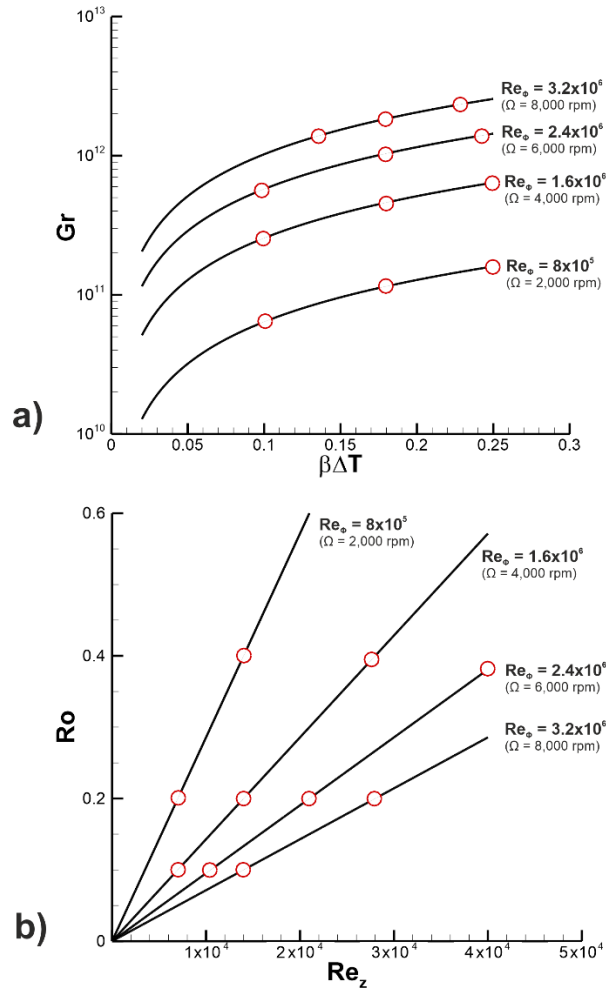 10¹³
Re_Φ = 3.2x10⁶
(Ω = 8,000 rpm)
Re_Φ = 2.4x10⁶
(Ω = 6,000 rpm)
10¹²
Re_Φ = 1.6x10⁶
(Ω = 4,000 rpm)
Gr
Re_Φ = 8x10⁵
(Ω = 2,000 rpm)
10¹¹
a)
10¹⁰
0 0.05 0.1 0.15 0.2 0.25 0.3
βΔT
0.6
Re_Φ = 8x10⁵
(Ω = 2,000 rpm)
Re_Φ = 1.6x10⁶
(Ω = 4,000 rpm)
0.4
Re_Φ = 2.4x10⁶
(Ω = 6,000 rpm)
Ro
Re_Φ = 3.2x10⁶
(Ω = 8,000 rpm)
0.2
b)
0
1x10⁴ 2x10⁴ 3x10⁴ 4x10⁴ 5x10⁴
Re_z